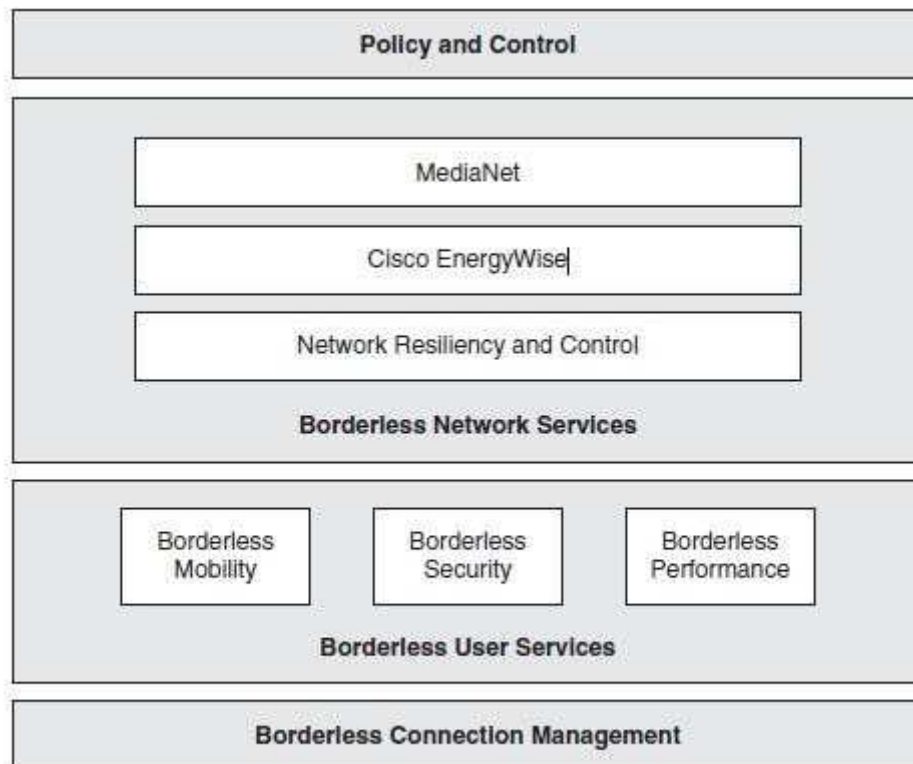 Policy and Control
MediaNet
Cisco EnergyWise
Network Resiliency and Control
Borderless Network Services
Borderless
Mobility
Borderless
Security
Borderless
Performance
Borderless User Services
Borderless Connection Management